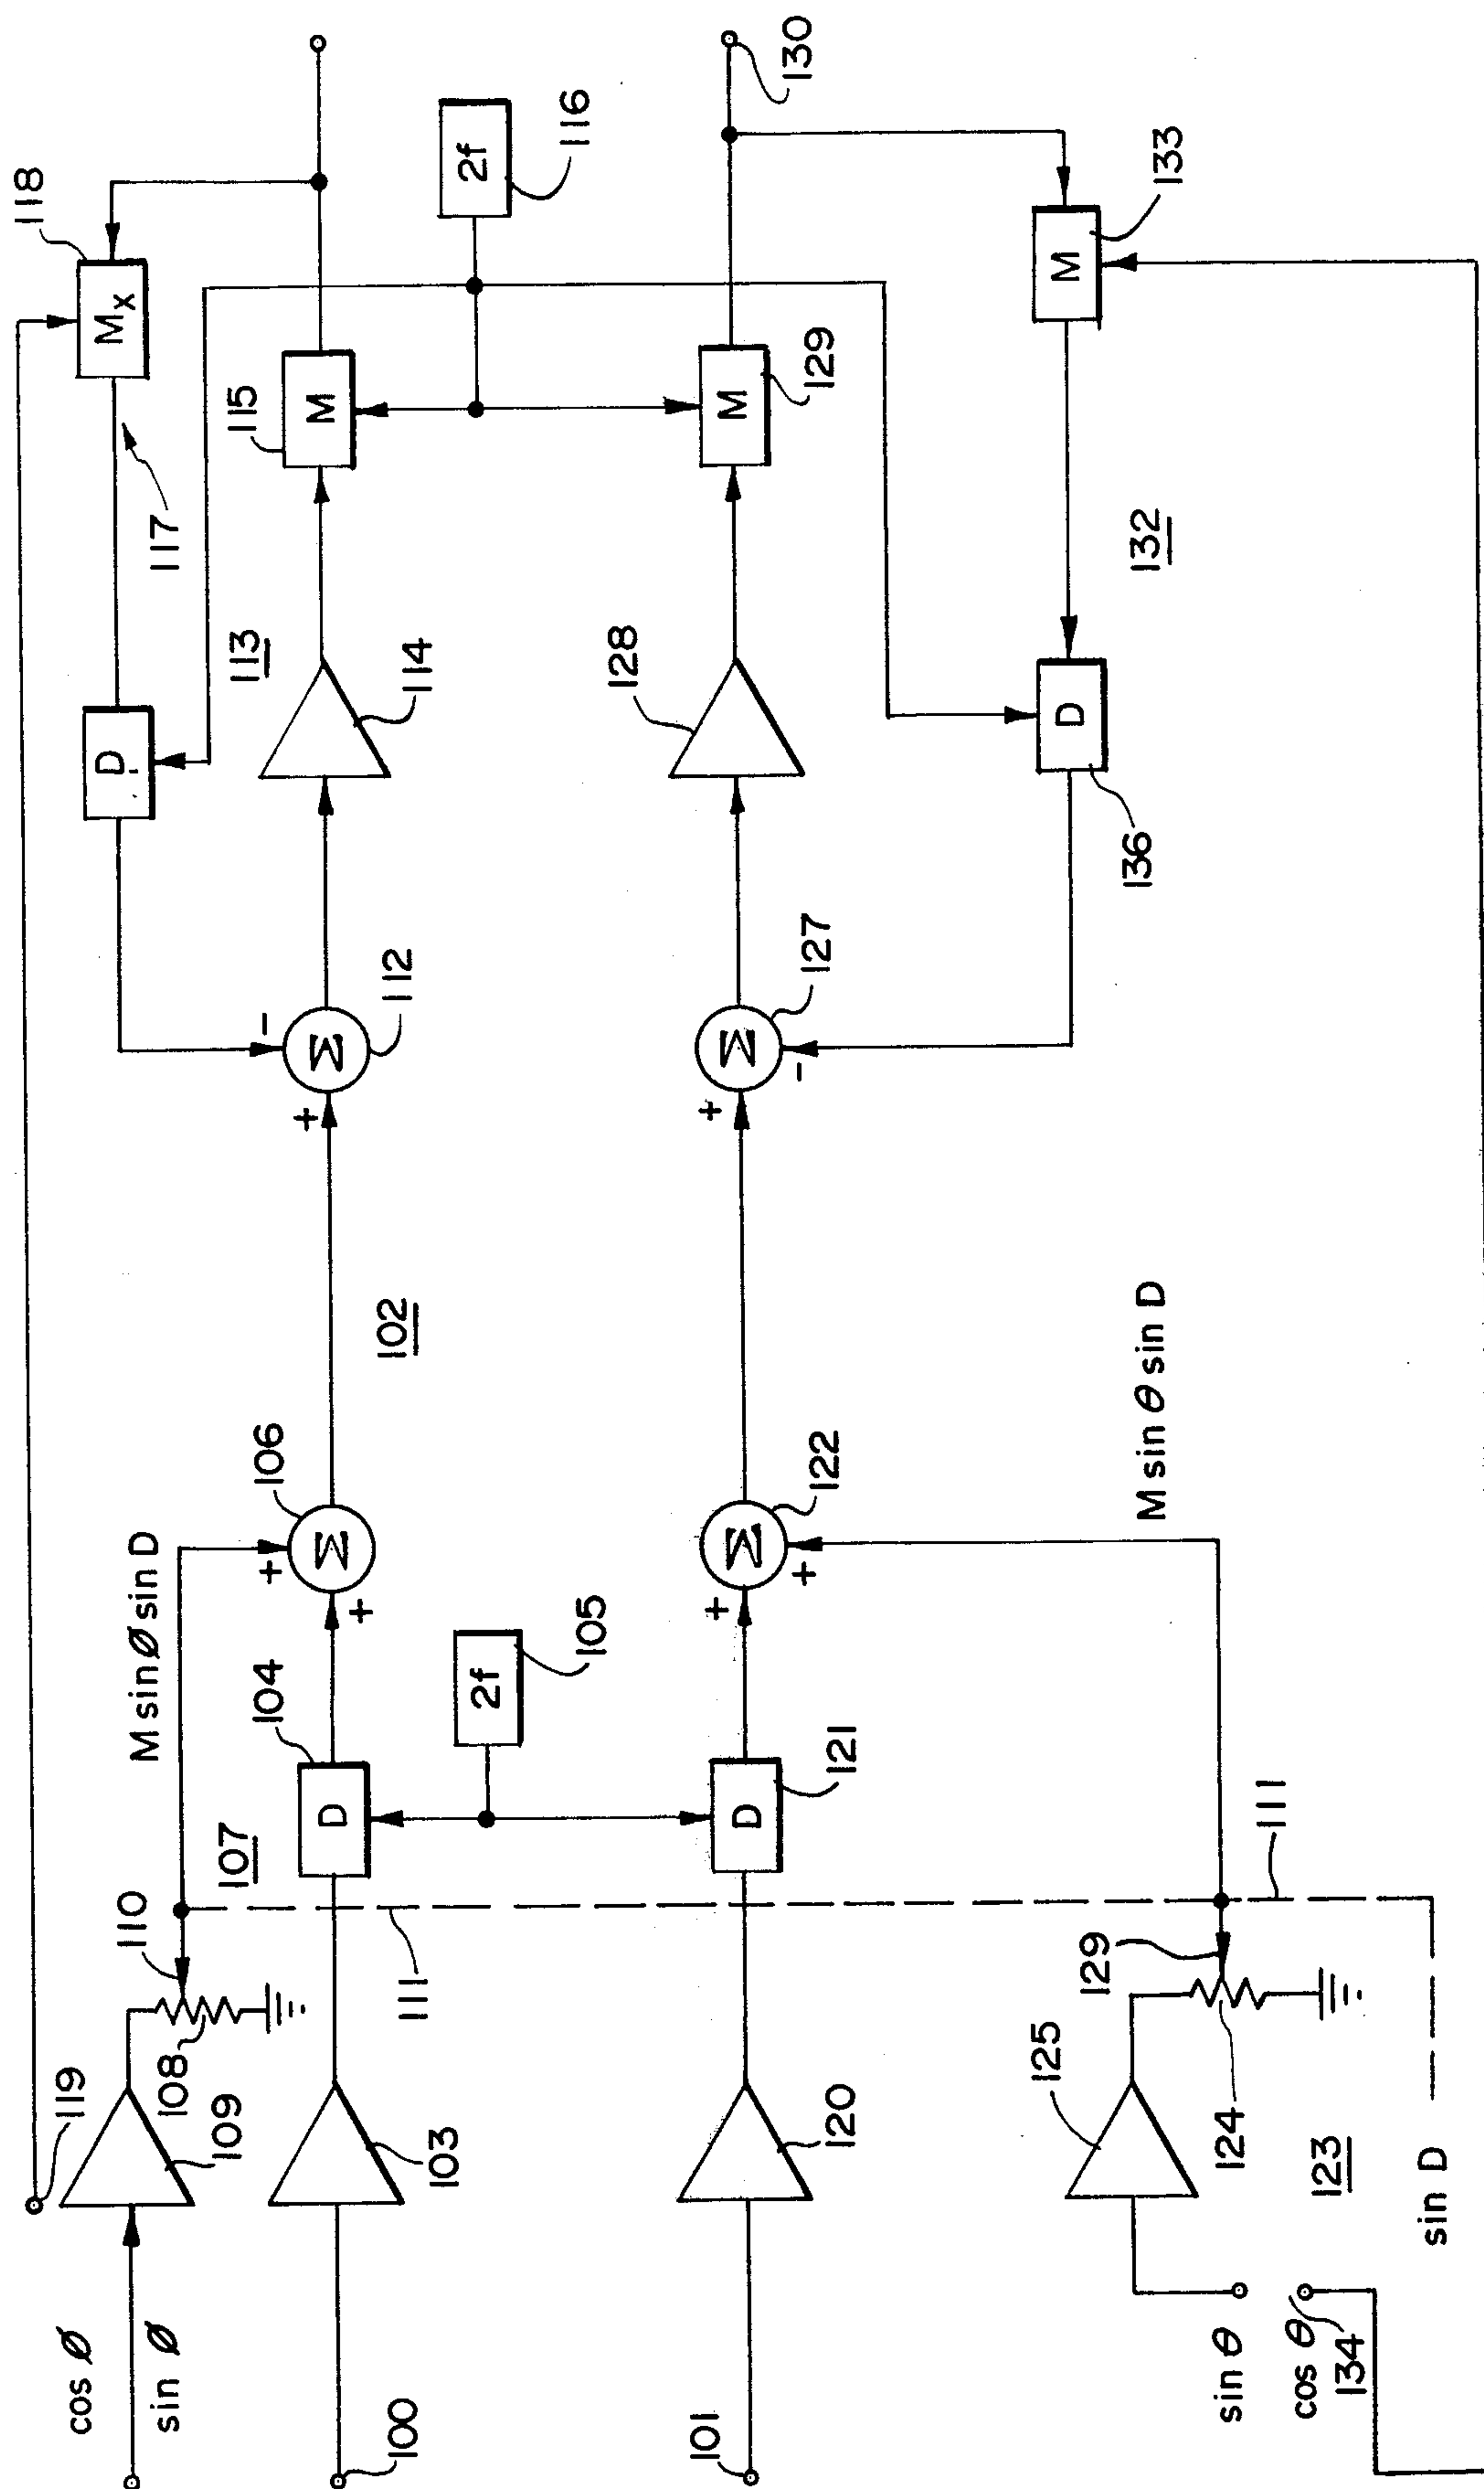 119
118
cos Ø
Mx
D
sin Ø
110
M sin Ø sin D
108
117
109
107
104
+
106
-
113
115
D
Σ
Σ
M
+
+
100
103
111
102
112
114
2f
105
2f
116
101
+
+
128
D
Σ
Σ
M
120
121
+
122
-
127
129
130
125
129
D
M
sin θ
124
M sin θ sin D
136
132
133
111
cos θ
134
123
sin D